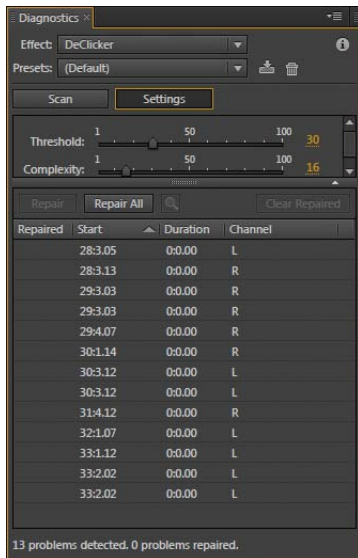 Diagnostics ×
Effect: DeClicker
Presets: (Default)
Scan Settings
1 50 100
Threshold: 30
1 50 100
Complexity: 16
Repair Repair All Clear Repaired
Repaired Start Duration Channel
28:3.05 0:0.00 L
28:3.13 0:0.00 R
29:3.03 0:0.00 R
29:3.03 0:0.00 R
29:4.07 0:0.00 R
30:1.14 0:0.00 R
30:3.12 0:0.00 L
30:3.12 0:0.00 L
31:4.12 0:0.00 R
32:1.07 0:0.00 L
33:1.12 0:0.00 L
33:2.02 0:0.00 L
33:2.02 0:0.00 L
13 problems detected. 0 problems repaired.